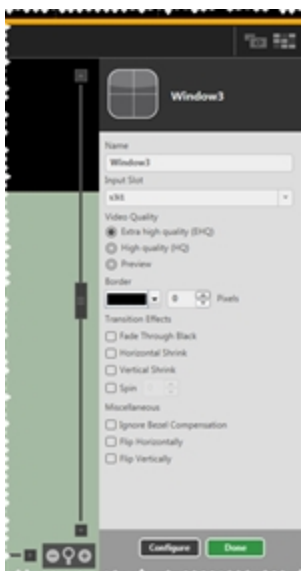 Window3
Name
Window3
Input Slot
Video Quality
Extra high quality (EHQ)
High quality (HQ)
Preview
Border
0 Pixels
Transition Effects
Fade Through Black
Horizontal Shrink
Vertical Shrink
Spin
Miscellaneous
Ignore Bezel Compensation
Flip Horizontally
Flip Vertically
Configure Done